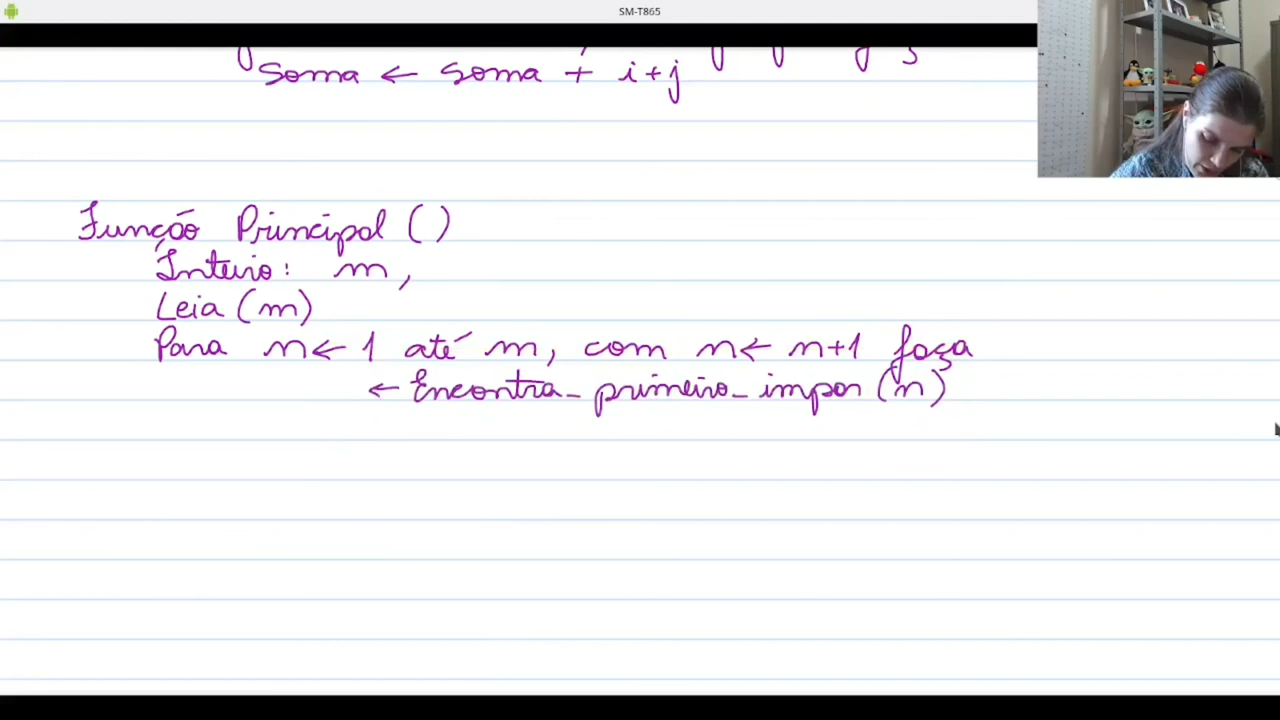 SM-T865
soma ← soma + i+j
Função Principal ()
Inteiro: m,
Leia (m)
Para n ← 1 até m, com n ← n+1 faça
← Encontra_primeiro_impar (n)